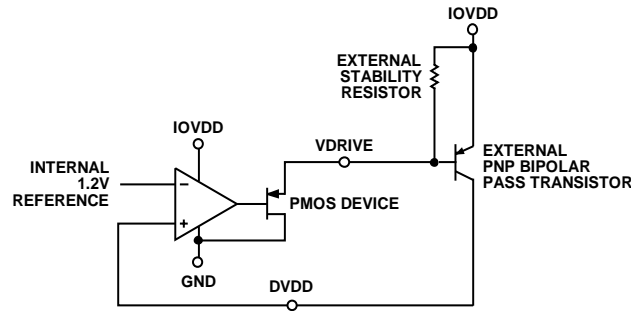 IOVDD
EXTERNAL
STABILITY
RESISTOR
IOVDD
VDRIVE
EXTERNAL
PNP BIPOLAR
PASS TRANSISTOR
INTERNAL
1.2V
REFERENCE
−
+
PMOS DEVICE
GND
DVDD